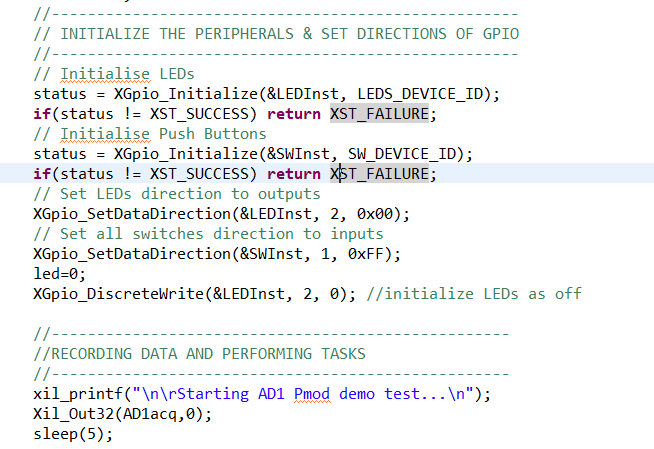 //---------------------------------------------------
// INITIALIZE THE PERIPHERALS & SET DIRECTIONS OF GPIO
//---------------------------------------------------
// Initialise LEDs
status = XGpio_Initialize(&LEDInst, LEDS_DEVICE_ID);
if(status != XST_SUCCESS) return XST_FAILURE;
// Initialise Push Buttons
status = XGpio_Initialize(&SWInst, SW_DEVICE_ID);
if(status != XST_SUCCESS) return XST_FAILURE;
// Set LEDs direction to outputs
XGpio_SetDataDirection(&LEDInst, 2, 0x00);
// Set all switches direction to inputs
XGpio_SetDataDirection(&SWInst, 1, 0xFF);
led=0;
XGpio_DiscreteWrite(&LEDInst, 2, 0); //initialize LEDs as off
//--------------------------------------------------
//RECORDING DATA AND PERFORMING TASKS
//--------------------------------------------------
xil_printf("\n\rStarting AD1 Pmod demo test...\n");
Xil_Out32(AD1acq,0);
sleep(5);